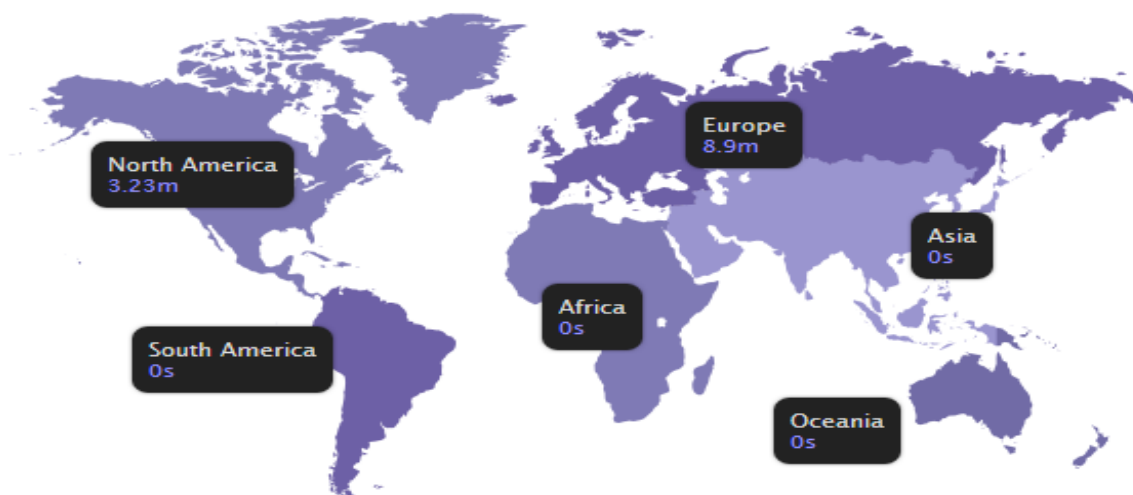 Europe
8.9m
North America
3.23m
Asia
0s
Africa
0s
South America
0s
Oceania
0s